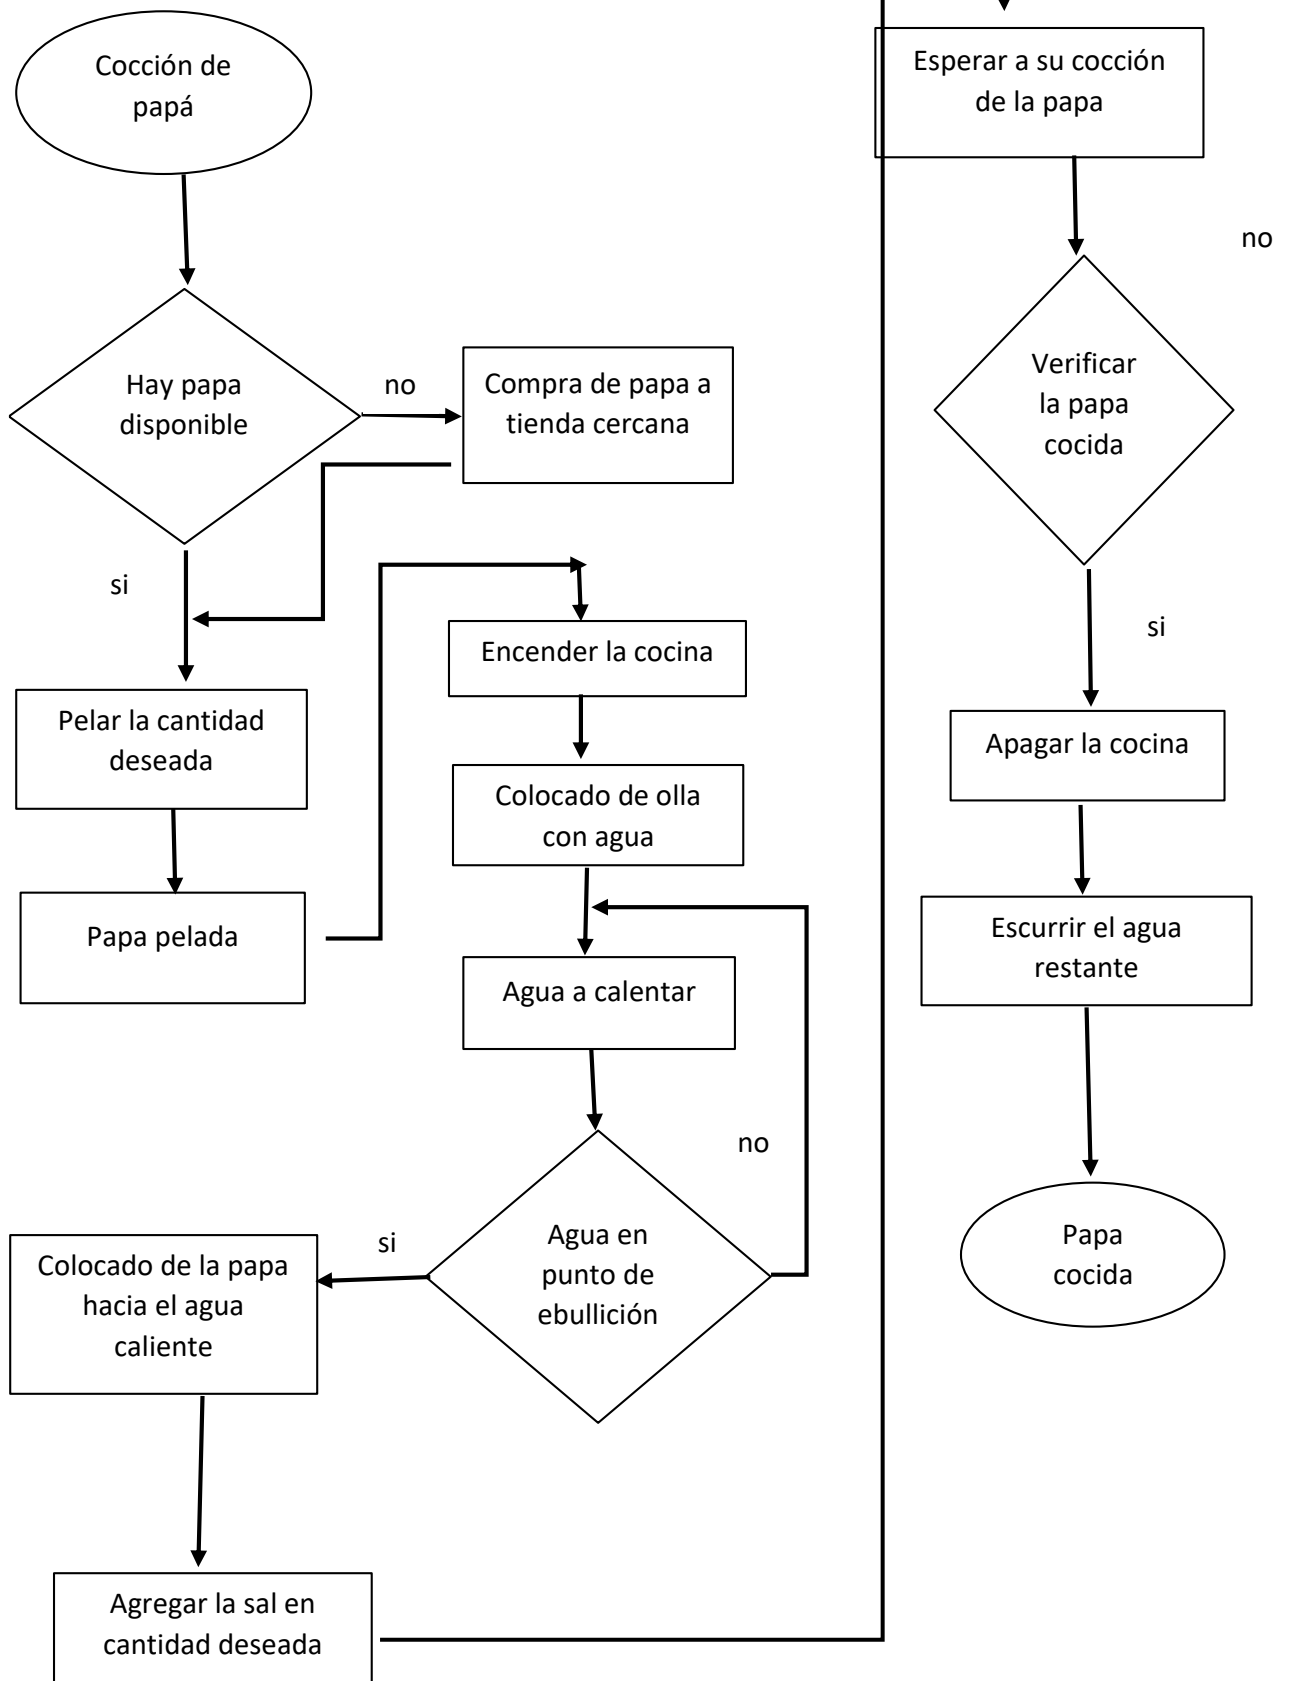 Cocción de
papá
Hay papa
disponible
no
Compra de papa a
tienda cercana
si
Pelar la cantidad
deseada
Papa pelada
Encender la cocina
Colocado de olla
con agua
Agua a calentar
no
Agua en
punto de
ebullición
si
Colocado de la papa
hacia el agua
caliente
Agregar la sal en
cantidad deseada
Esperar a su cocción
de la papa
no
Verificar
la papa
cocida
si
Apagar la cocina
Escurrir el agua
restante
Papa
cocida